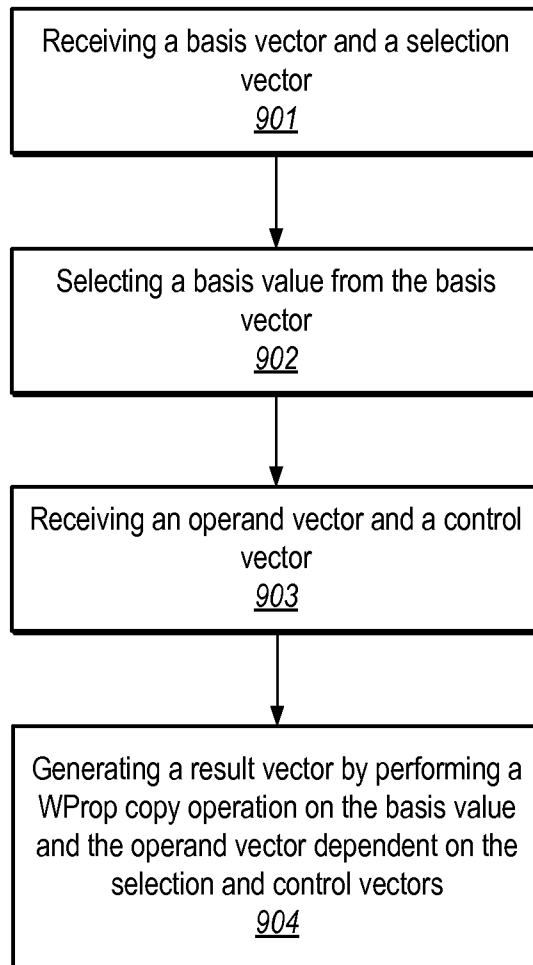 Receiving a basis vector and a selection
vector
901
Selecting a basis value from the basis
vector
902
Receiving an operand vector and a control
vector
903
Generating a result vector by performing a
WProp copy operation on the basis value
and the operand vector dependent on the
selection and control vectors
904